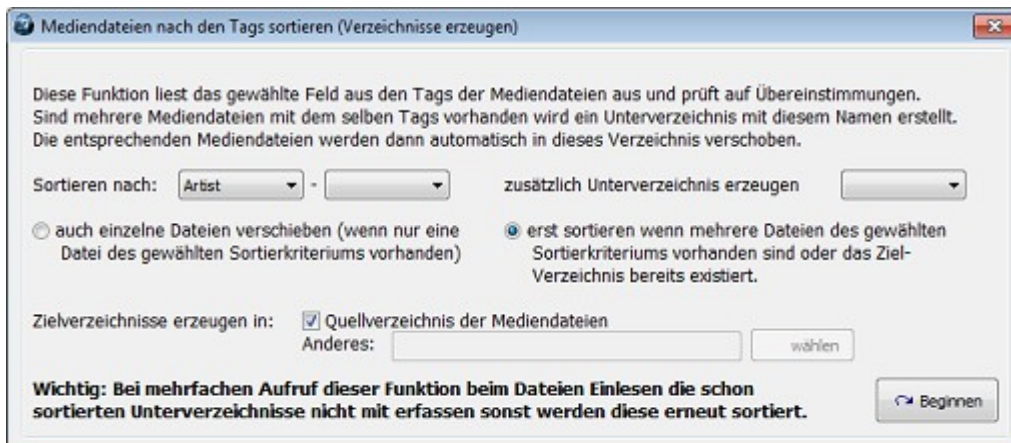 Mediendateien nach den Tags sortieren (Verzeichnisse erzeugen)
Diese Funktion liest das gewählte Feld aus den Tags der Mediendateien aus und prüft auf Übereinstimmungen.
Sind mehrere Mediendateien mit dem selben Tags vorhanden wird ein Unterverzeichnis mit diesem Namen erstellt.
Die entsprechenden Mediendateien werden dann automatisch in dieses Verzeichnis verschoben.
Sortieren nach: Artist - zusätzlich Unterverzeichnis erzeugen
auch einzelne Dateien verschieben (wenn nur eine
Datei des gewählten Sortierkriteriums vorhanden)
erst sortieren wenn mehrere Dateien des gewählten
Sortierkriteriums vorhanden sind oder das Ziel-
Verzeichnis bereits existiert.
Zielverzeichnisse erzeugen in: Quellverzeichnis der Mediendateien
Anderes: wählen
Wichtig: Bei mehrfachen Aufruf dieser Funktion beim Dateien Einlesen die schon
sortierten Unterverzeichnisse nicht mit erfassen sonst werden diese erneut sortiert.
Beginnen